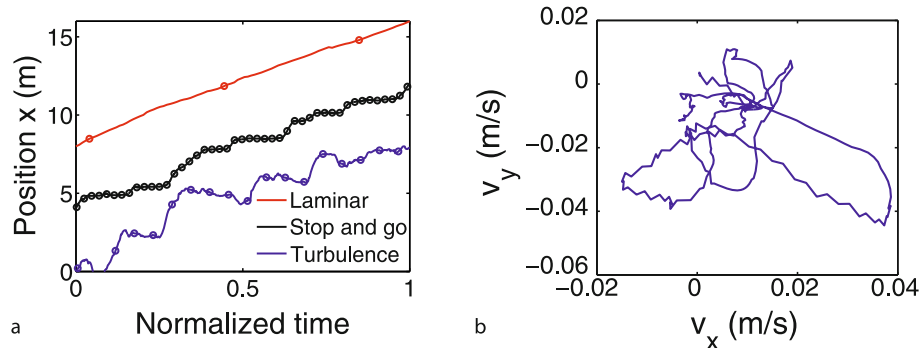 15
10
5
0
Position x (m)
Laminar
Stop and go
Turbulence
0
0.5
1
Normalized time
a
0.02
0
−0.02
−0.04
−0.06
v_y (m/s)
−0.02
0
0.02
0.04
v_x (m/s)
b